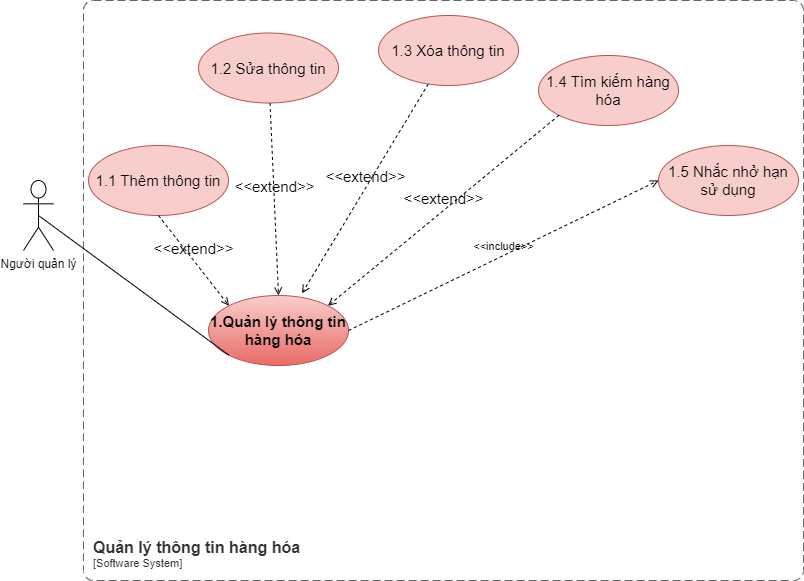 1.3 Xóa thông tin
1.2 Sửa thông tin
1.4 Tìm kiếm hàng
hóa
1.5 Nhắc nhở hạn
sử dụng
1.1 Thêm thông tin
<<extend>>
<<extend>>
<<extend>>
<<extend>>
<<include>>
Người quản lý
1.Quản lý thông tin
hàng hóa
Quản lý thông tin hàng hóa
[Software System]